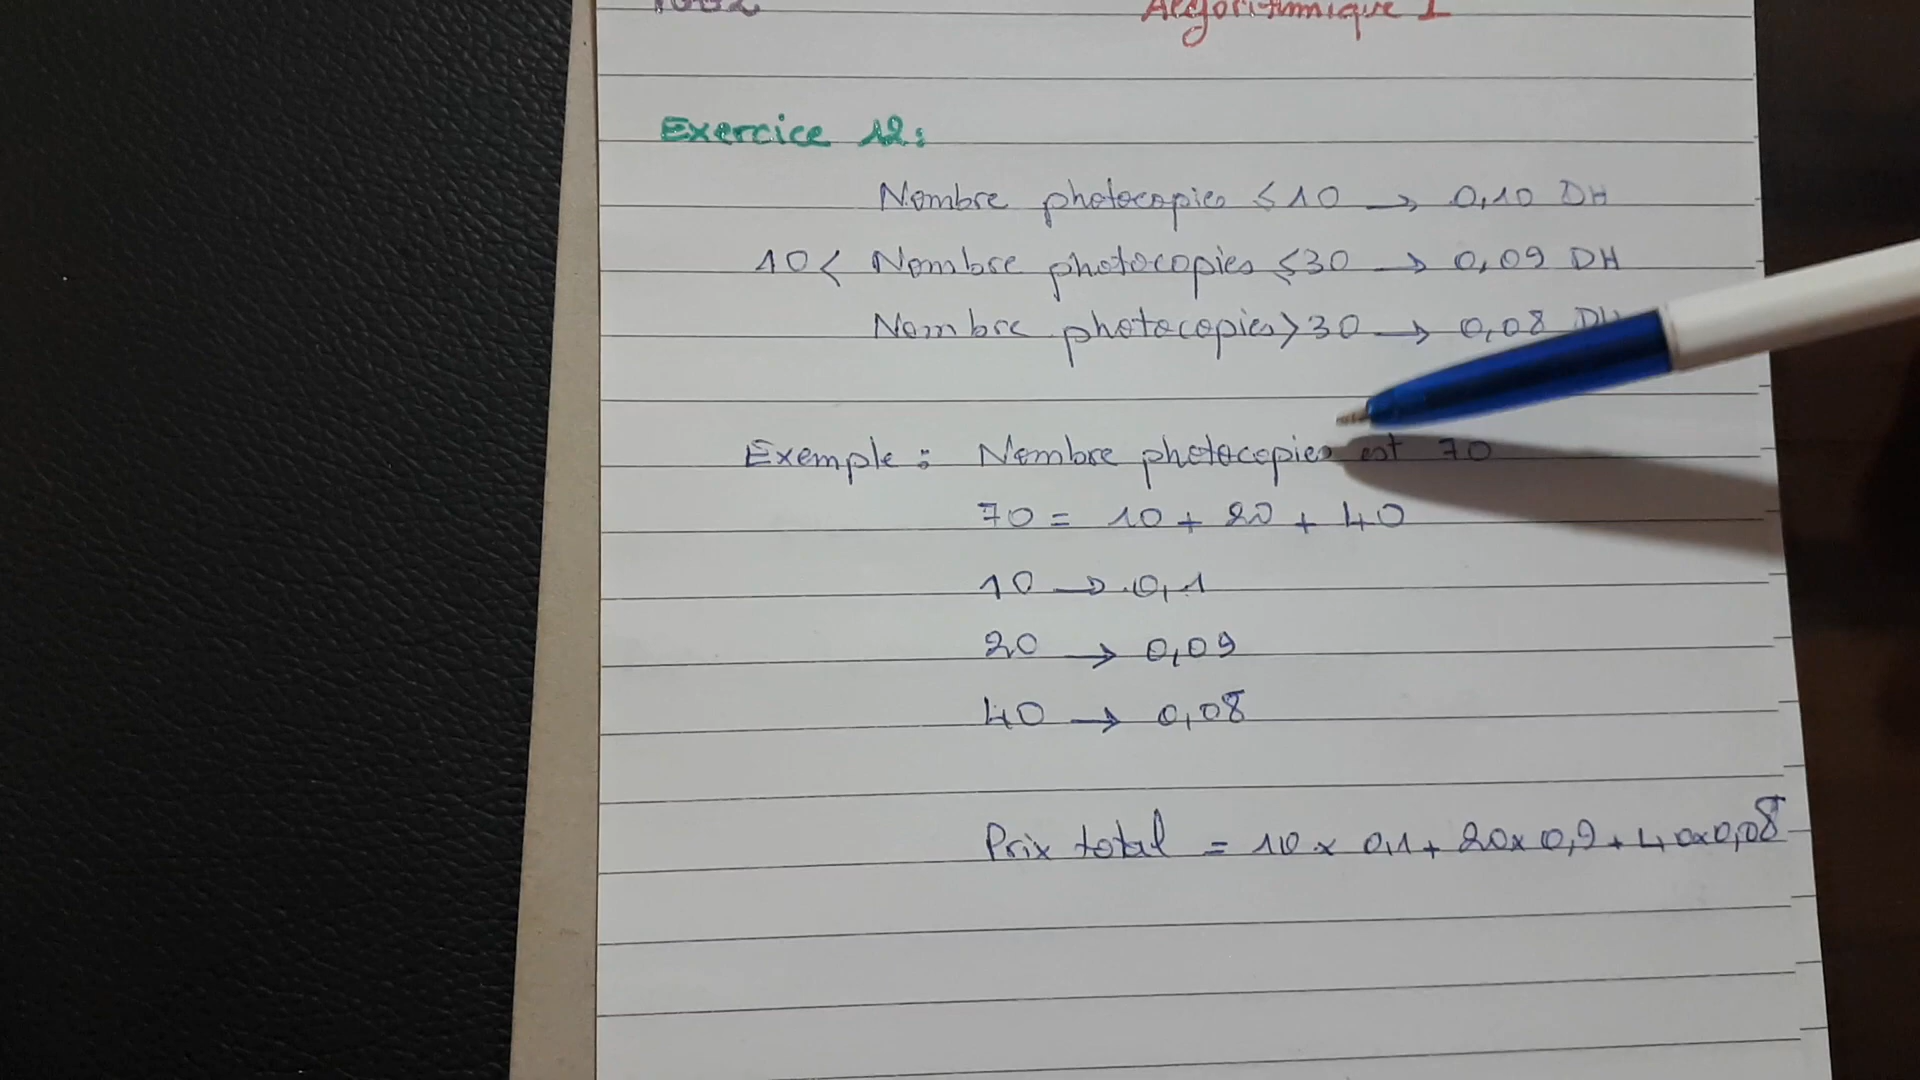 Algorithmique I
Exercice 12:
Nombre photocopies ≤ 10 → 0,10 DH
10 < Nombre photocopies ≤ 30 → 0,09 DH
Nombre photocopies > 30 → 0,08 DH
Exemple : Nombre photocopies est 70
70 = 10 + 20 + 40
10 → 0,1
20 → 0,09
40 → 0,08
Prix total = 10 x 0,1 + 20 x 0,9 + 40 x 0,08